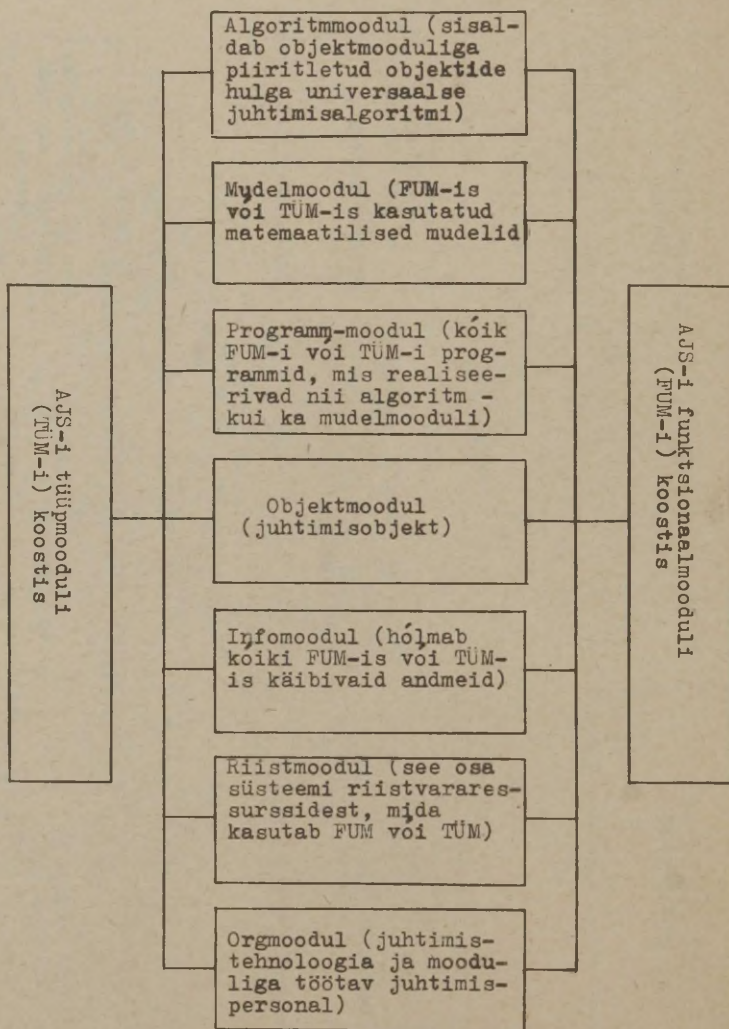 Algoritmmoodul (sisal-
dab objektmooduliga
piiritletud objektide
hulga universaalse
juhtimisalgoritmi)
Mudelmoodul (FUM-is
või TÜM-is kasutatud
matemaatilised mudelid)
Programm-moodul (kõik
FUM-i või TÜM-i prog-
rammid, mis realisee-
rivad nii algoritm -
kui ka mudelmooduli)
Objektmoodul
(juhtimisobjekt)
Infomoodul (hõlmab
kõiki FUM-is või TÜM-
is käibivaid andmeid)
Riistmoodul (see osa
süsteemi riistvarares-
surssidest, mida
kasutab FUM või TÜM)
Orgmoodul (juhtimis-
tehnoloogia ja moodu-
liga töötav juhtimis-
personal)
AJS-i tüüpmooduli
(TÜM-i) koostis
AJS-i funktsionaalmooduli
(FUM-i) koostis